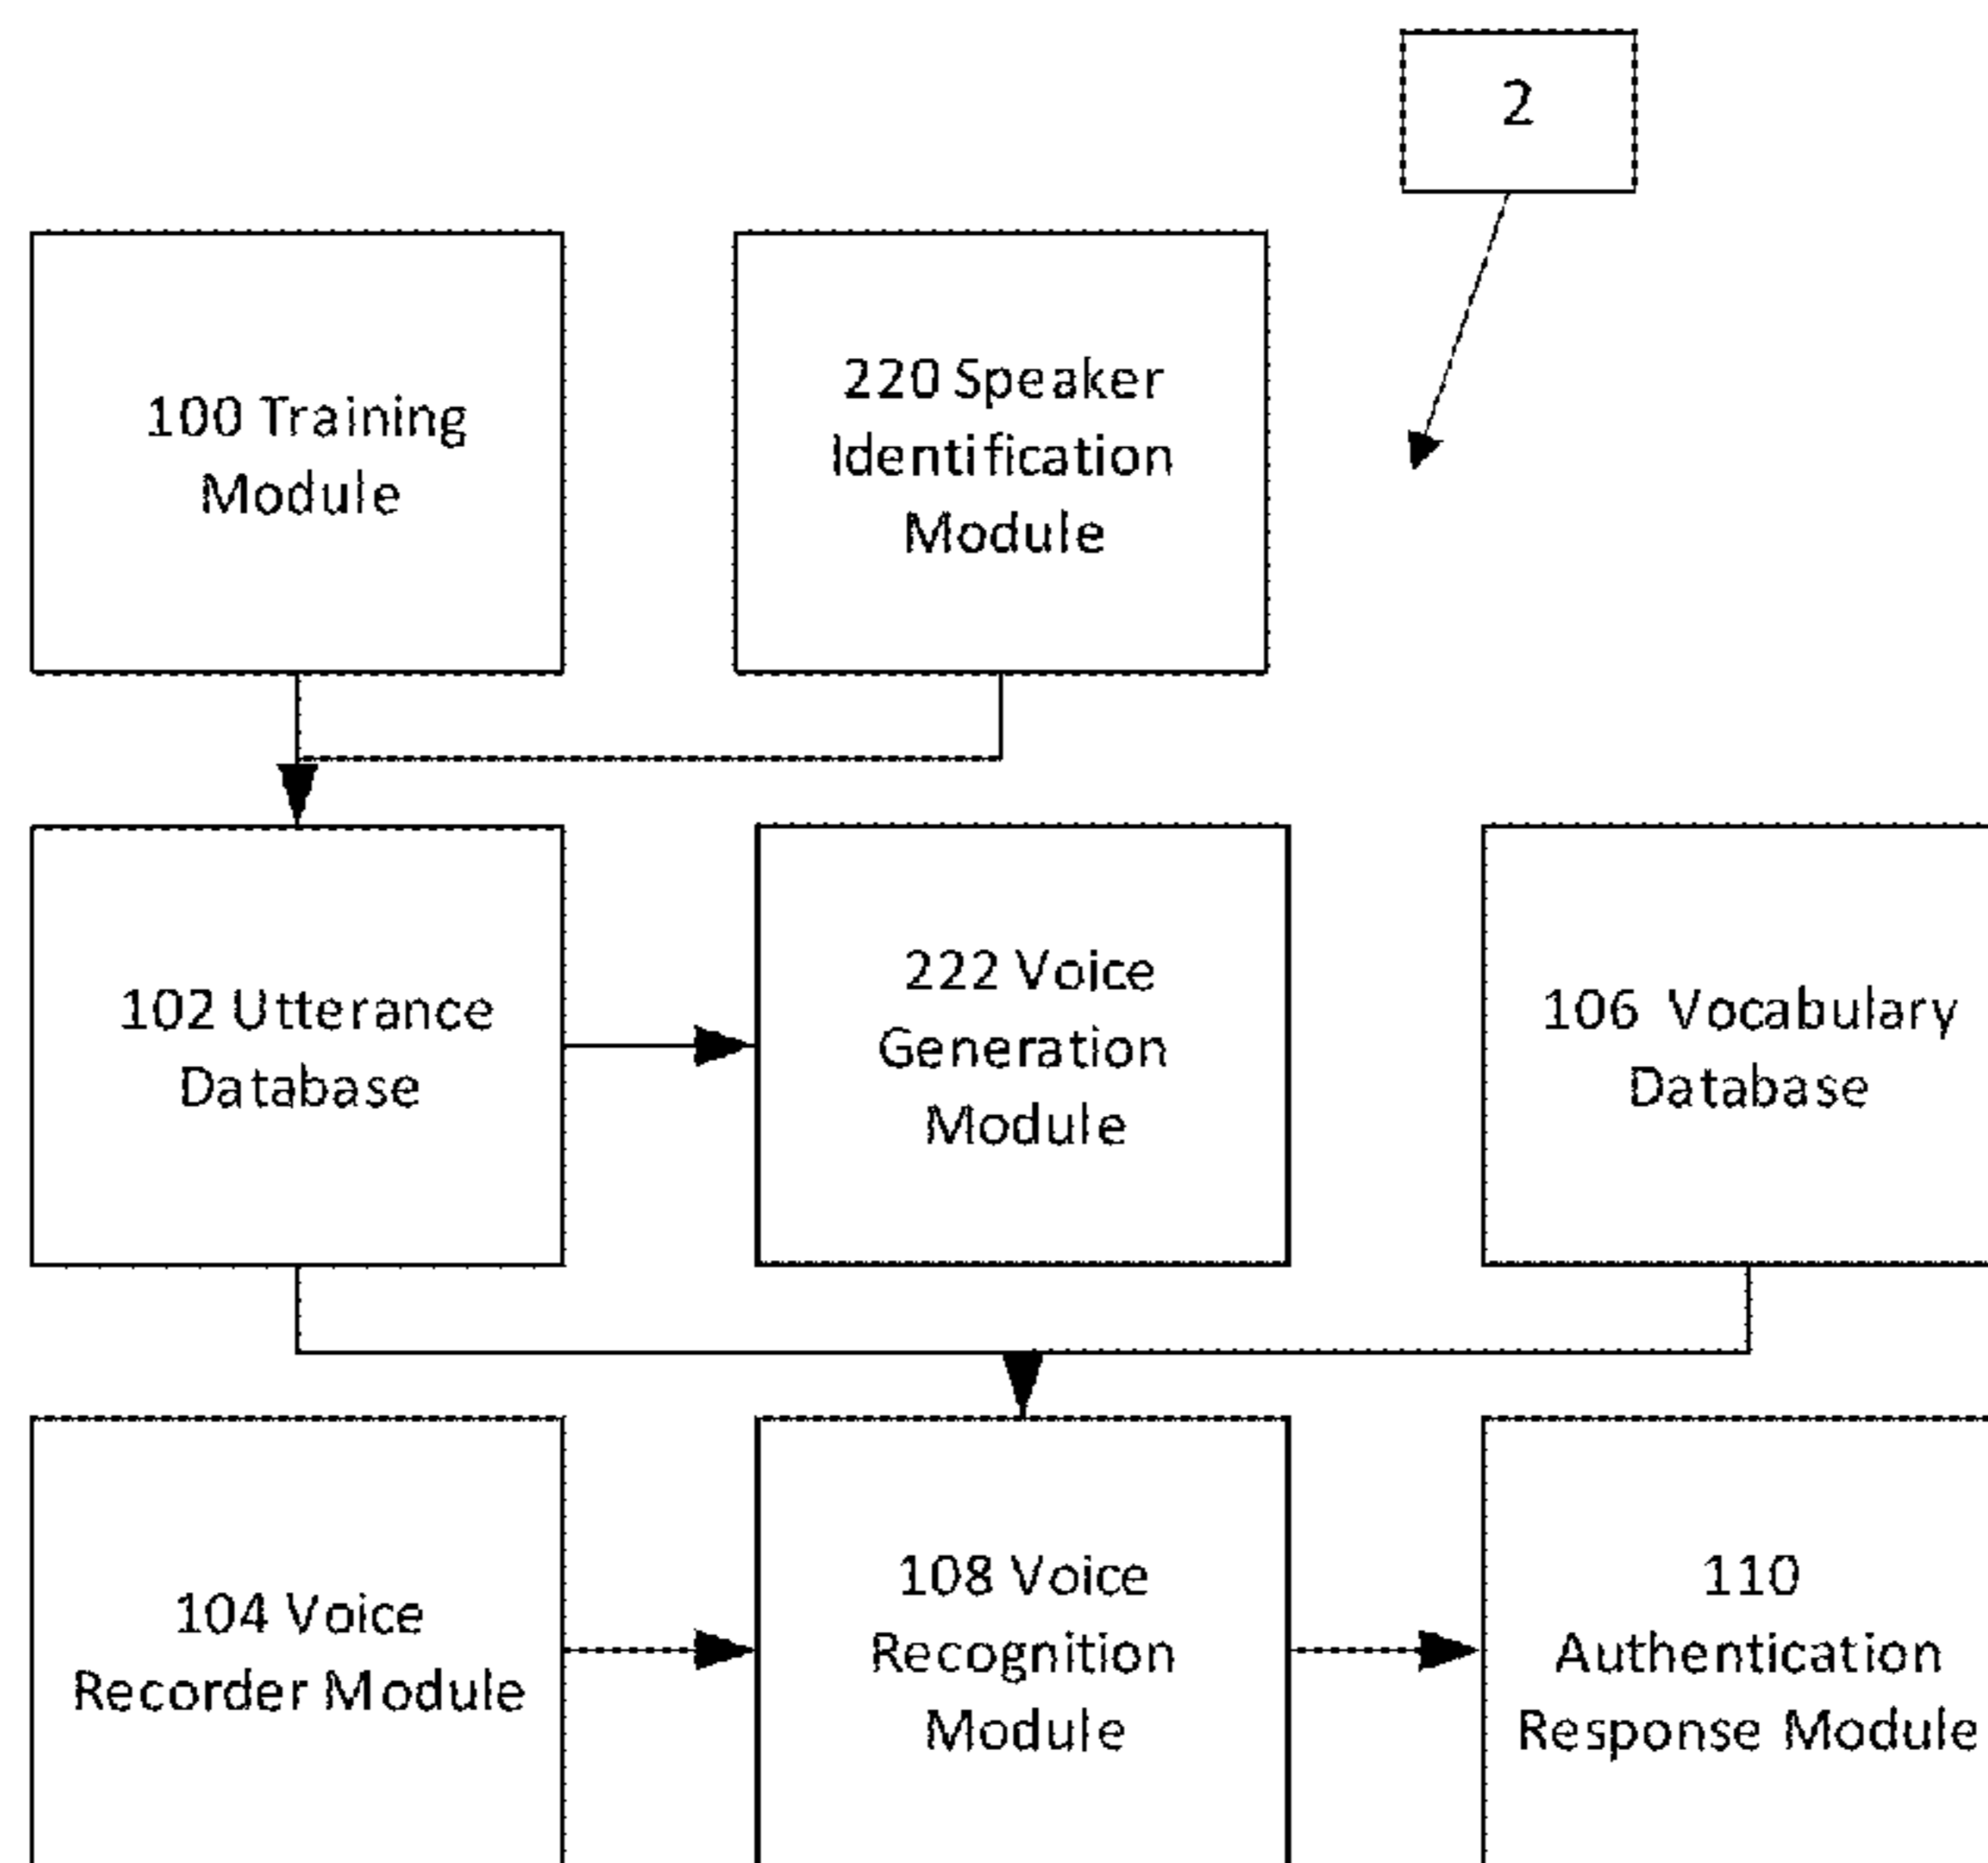 2
100 Training
Module
220 Speaker
Identification
Module
102 Utterance
Database
222 Voice
Generation
Module
106 Vocabulary
Database
104 Voice
Recorder Module
108 Voice
Recognition
Module
110
Authentication
Response Module